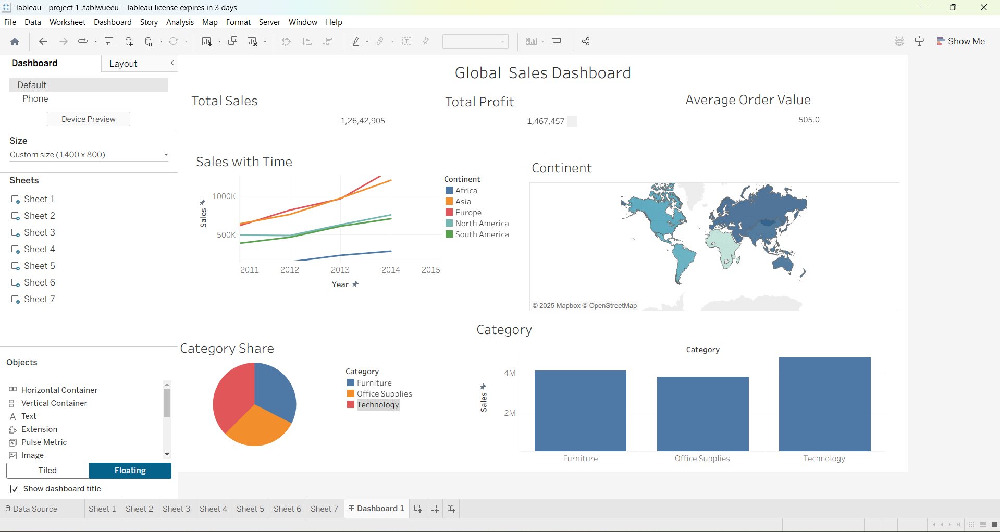 Tableau - project 1 .tablwueeu - Tableau license expires in 3 days
File Data Worksheet Dashboard Story Analysis Map Format Server Window Help
Show Me
Dashboard Layout
Default
Phone
Device Preview
Size
Custom size (1400 x 800)
Sheets
Sheet 1
Sheet 2
Sheet 3
Sheet 4
Sheet 5
Sheet 6
Sheet 7
Objects
Horizontal Container
Vertical Container
Text
Extension
Pulse Metric
Image
Tiled Floating
Show dashboard title
Global Sales Dashboard
Total Sales
1,26,42,905
Total Profit
1,467,457
Average Order Value
505.0
Sales with Time
Sales
1000K
500K
2011 2012 2013 2014 2015
Year
Continent
Africa
Asia
Europe
North America
South America
Continent
© 2025 Mapbox © OpenStreetMap
Category Share
Category
Furniture
Office Supplies
Technology
Category
Category
Sales
4M
2M
Furniture Office Supplies Technology
Data Source Sheet 1 Sheet 2 Sheet 3 Sheet 4 Sheet 5 Sheet 6 Sheet 7 Dashboard 1